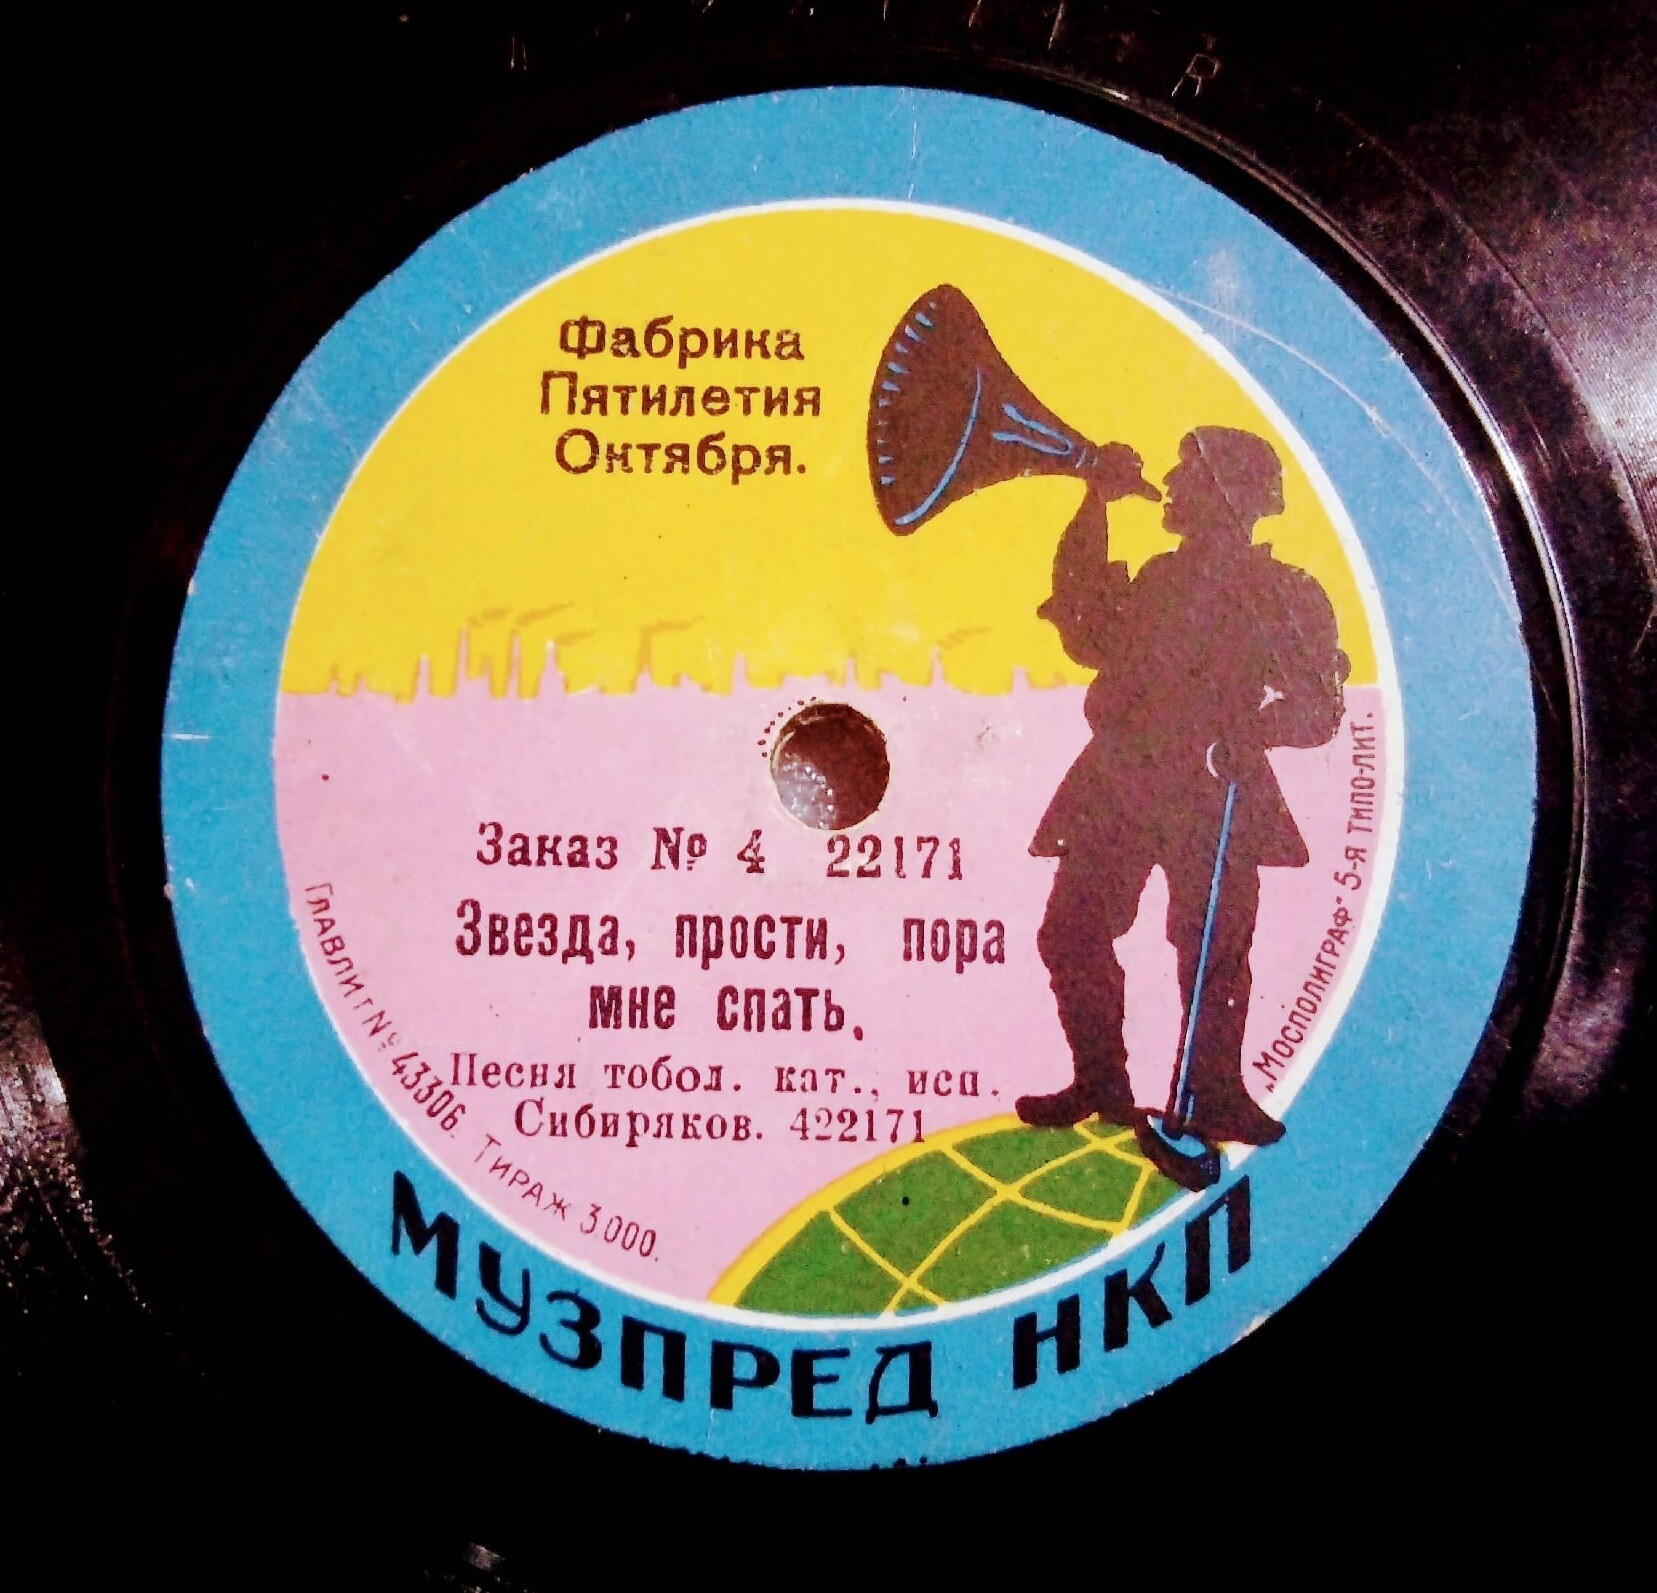 Фабрика
Пятилетия
Октября.
Заказ № 4 22171
Звезда, прости, пора
мне спать.
Песня тобол. кат., исп.
Сибиряков. 422171
ГЛАВЛИТ № 43306. ТИРАЖ 3.000.
„МОСПОЛИГРАФ" 5-Я ТИПО-ЛИТ.
МУЗПРЕД НКП
R